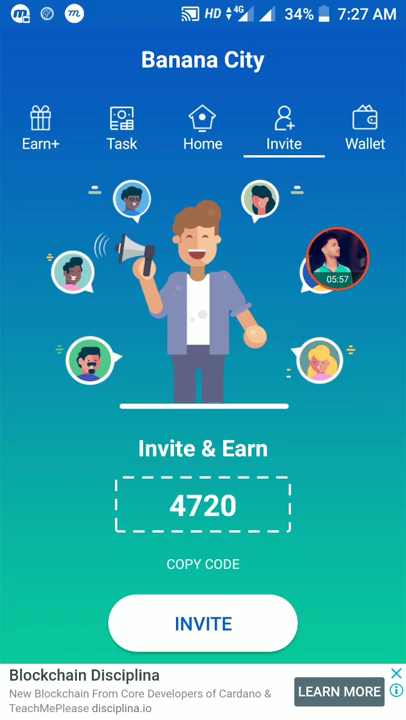 HD 4G 34% 7:27 AM
Banana City
Earn+ Task Home Invite Wallet
05:57
Invite & Earn
4720
COPY CODE
INVITE
Blockchain Disciplina
New Blockchain From Core Developers of Cardano &
TeachMePlease disciplina.io
LEARN MORE